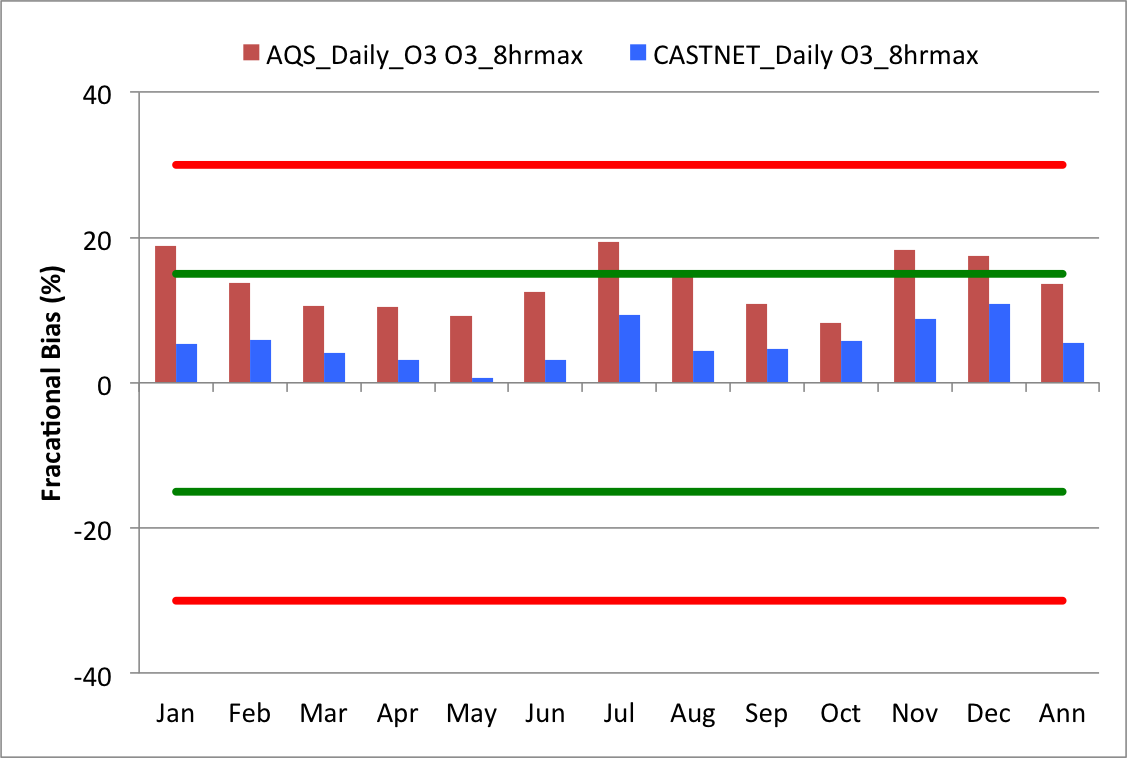 AQS_Daily_O3 O3_8hrmax CASTNET_Daily O3_8hrmax
Fracational Bias (%)
40
20
0
-20
-40
Jan Feb Mar Apr May Jun Jul Aug Sep Oct Nov Dec Ann